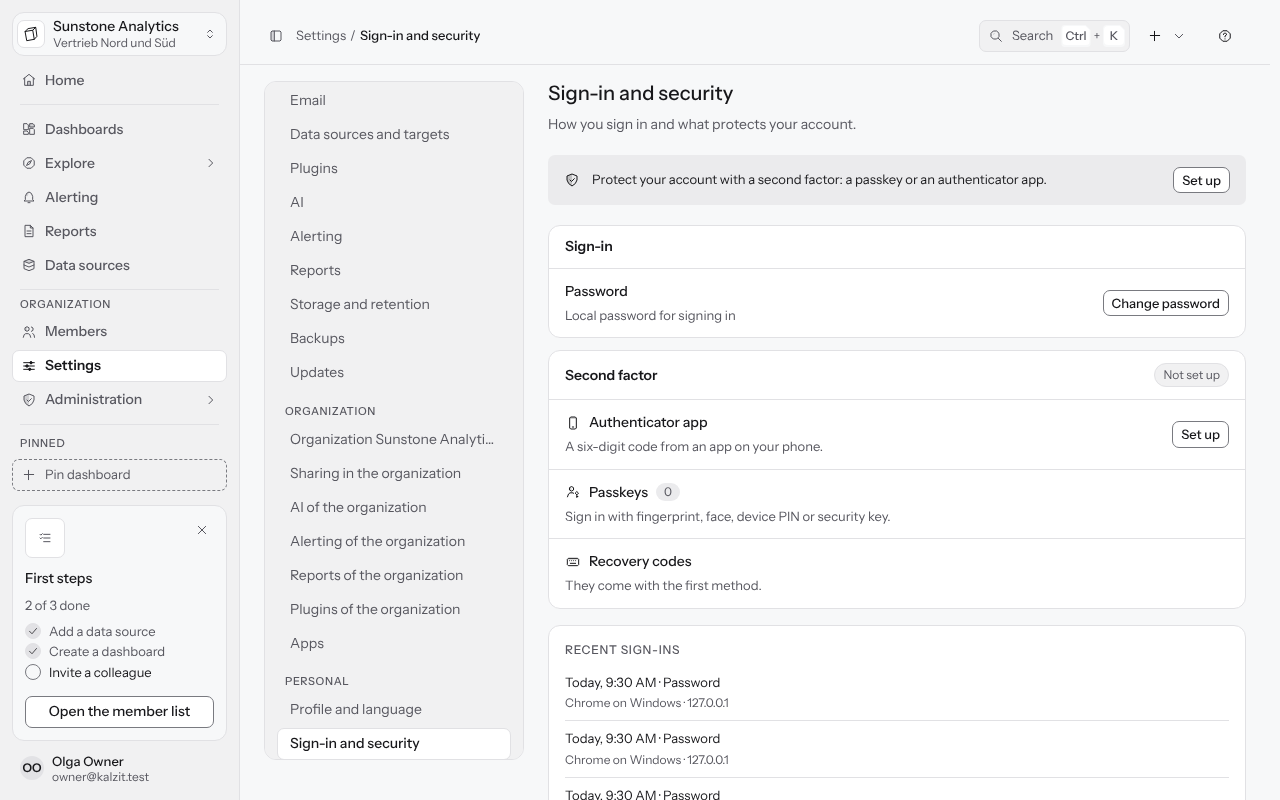 Sunstone Analytics
Vertrieb Nord und Süd
Home
Dashboards
Explore
Alerting
Reports
Data sources
ORGANIZATION
Members
Settings
Administration
PINNED
Pin dashboard
First steps
2 of 3 done
Add a data source
Create a dashboard
Invite a colleague
Open the member list
OO
Olga Owner
owner@kalzit.test
Settings / Sign-in and security
Search Ctrl + K
Email
Data sources and targets
Plugins
AI
Alerting
Reports
Storage and retention
Backups
Updates
ORGANIZATION
Organization Sunstone Analyti...
Sharing in the organization
AI of the organization
Alerting of the organization
Reports of the organization
Plugins of the organization
Apps
PERSONAL
Profile and language
Sign-in and security
Sign-in and security
How you sign in and what protects your account.
Protect your account with a second factor: a passkey or an authenticator app.
Set up
Sign-in
Password
Local password for signing in
Change password
Second factor
Not set up
Authenticator app
A six-digit code from an app on your phone.
Set up
Passkeys 0
Sign in with fingerprint, face, device PIN or security key.
Recovery codes
They come with the first method.
RECENT SIGN-INS
Today, 9:30 AM · Password
Chrome on Windows · 127.0.0.1
Today, 9:30 AM · Password
Chrome on Windows · 127.0.0.1
Today, 9:30 AM · Password